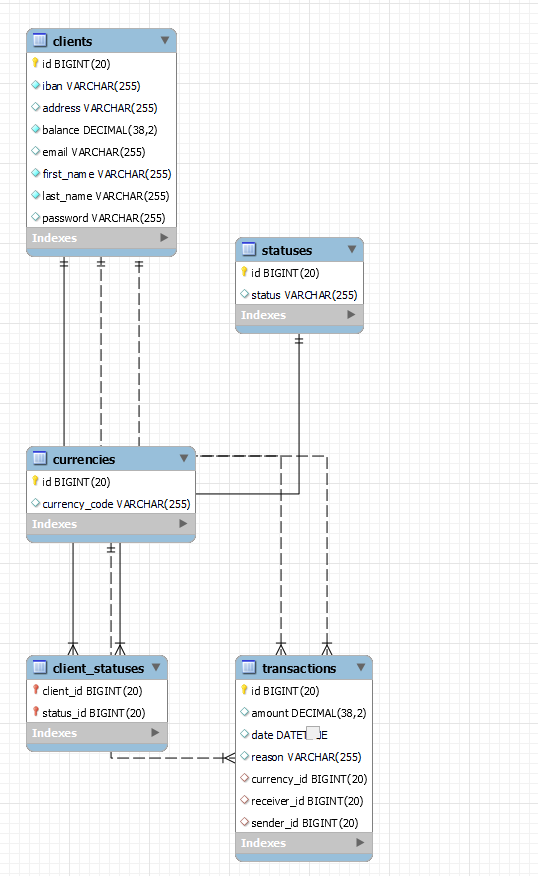 clients
id BIGINT(20)
iban VARCHAR(255)
address VARCHAR(255)
balance DECIMAL(38,2)
email VARCHAR(255)
first_name VARCHAR(255)
last_name VARCHAR(255)
password VARCHAR(255)
Indexes
statuses
id BIGINT(20)
status VARCHAR(255)
Indexes
currencies
id BIGINT(20)
currency_code VARCHAR(255)
Indexes
client_statuses
client_id BIGINT(20)
status_id BIGINT(20)
Indexes
transactions
id BIGINT(20)
amount DECIMAL(38,2)
date
reason VARCHAR(255)
currency_id BIGINT(20)
receiver_id BIGINT(20)
sender_id BIGINT(20)
Indexes